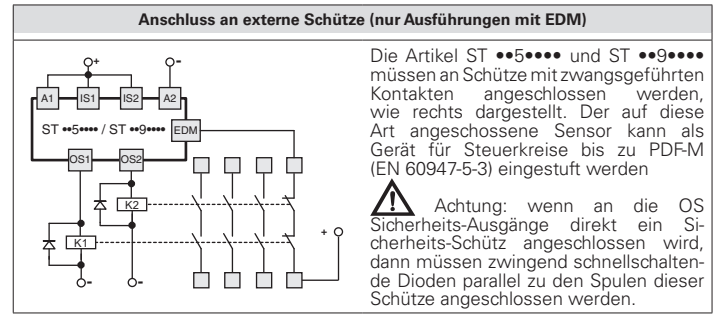 Anschluss an externe Schütze (nur Ausführungen mit EDM)
+ -
A1 IS1 IS2 A2
ST ••5•••• / ST ••9•••• EDM
OS1 OS2
K2
K1
+
- -
Die Artikel ST ••5•••• und ST ••9••••
müssen an Schütze mit zwangsgeführten
Kontakten angeschlossen werden,
wie rechts dargestellt. Der auf diese
Art angeschossene Sensor kann als
Gerät für Steuerkreise bis zu PDF-M
(EN 60947-5-3) eingestuft werden
Achtung: wenn an die OS
Sicherheits-Ausgänge direkt ein Si-
cherheits-Schütz angeschlossen wird,
dann müssen zwingend schnellschalten-
de Dioden parallel zu den Spulen dieser
Schütze angeschlossen werden.